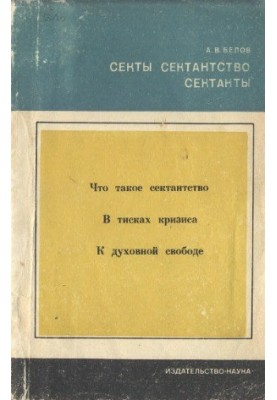 А. В. БЕЛОВ
СЕКТЫ СЕКТАНТСТВО
СЕКТАНТЫ
Что такое сектантство
В тисках кризиса
К духовной свободе
ИЗДАТЕЛЬСТВО·НАУКА